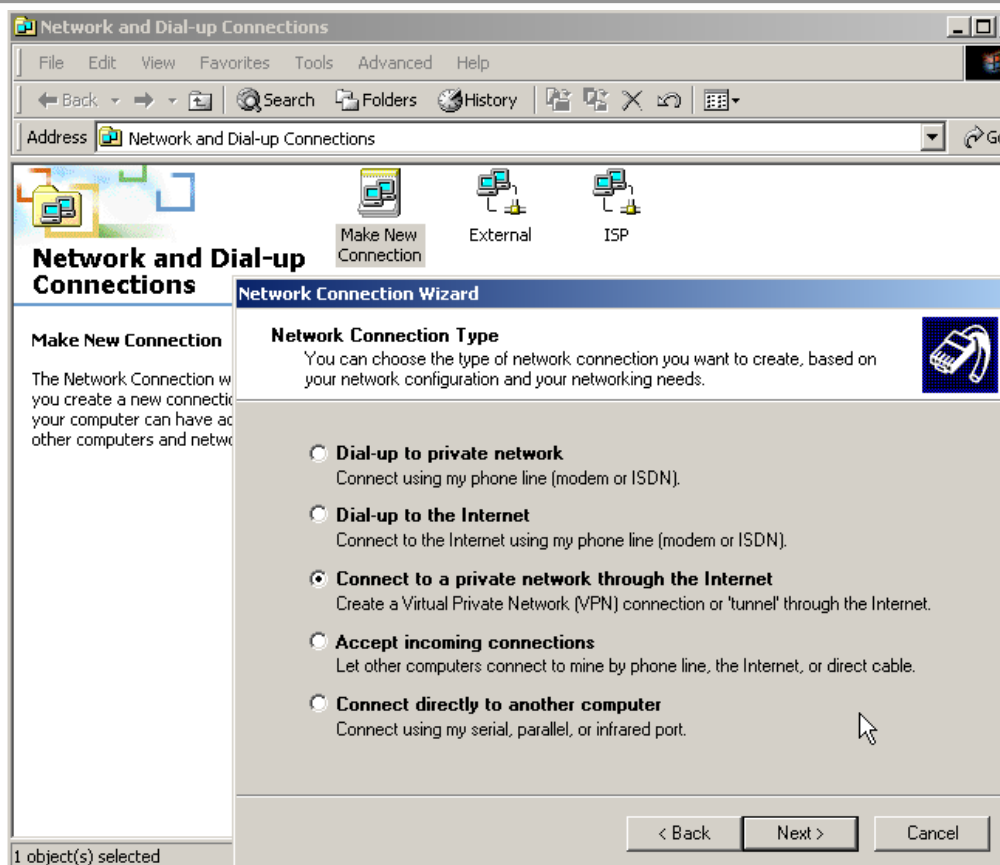 Network and Dial-up Connections
File Edit View Favorites Tools Advanced Help
Back Search Folders History
Address Network and Dial-up Connections
Make New Connection
External
ISP
Network and Dial-up
Connections
Make New Connection
The Network Connection w
you create a new connectio
your computer can have ac
other computers and netwo
Network Connection Wizard
Network Connection Type
You can choose the type of network connection you want to create, based on
your network configuration and your networking needs.
Dial-up to private network
Connect using my phone line (modem or ISDN).
Dial-up to the Internet
Connect to the Internet using my phone line (modem or ISDN).
Connect to a private network through the Internet
Create a Virtual Private Network (VPN) connection or 'tunnel' through the Internet.
Accept incoming connections
Let other computers connect to mine by phone line, the Internet, or direct cable.
Connect directly to another computer
Connect using my serial, parallel, or infrared port.
< Back Next > Cancel
1 object(s) selected